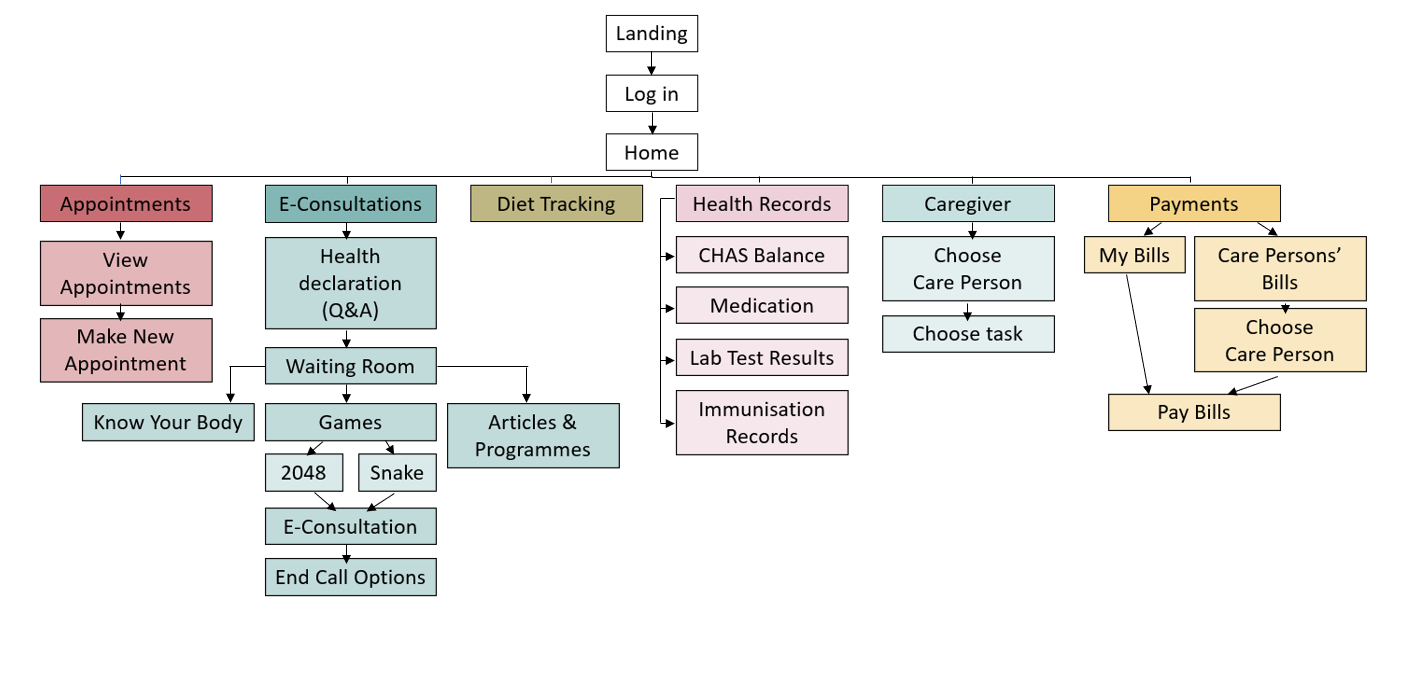 Landing
Log in
Home
Appointments
E-Consultations
Diet Tracking
Health Records
Caregiver
Payments
View
Appointments
Make New
Appointment
Health
declaration
(Q&A)
Waiting Room
Know Your Body
Games
Articles &
Programmes
2048
Snake
E-Consultation
End Call Options
CHAS Balance
Medication
Lab Test Results
Immunisation
Records
Choose
Care Person
Choose task
My Bills
Care Persons’
Bills
Choose
Care Person
Pay Bills